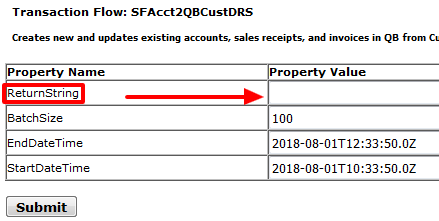 Transaction Flow: SFAcct2QBCustDRS
Creates new and updates existing accounts, sales receipts, and invoices in QB from Cu
Property Name Property Value
ReturnString
BatchSize 100
EndDateTime 2018-08-01T12:33:50.0Z
StartDateTime 2018-08-01T10:33:50.0Z
Submit